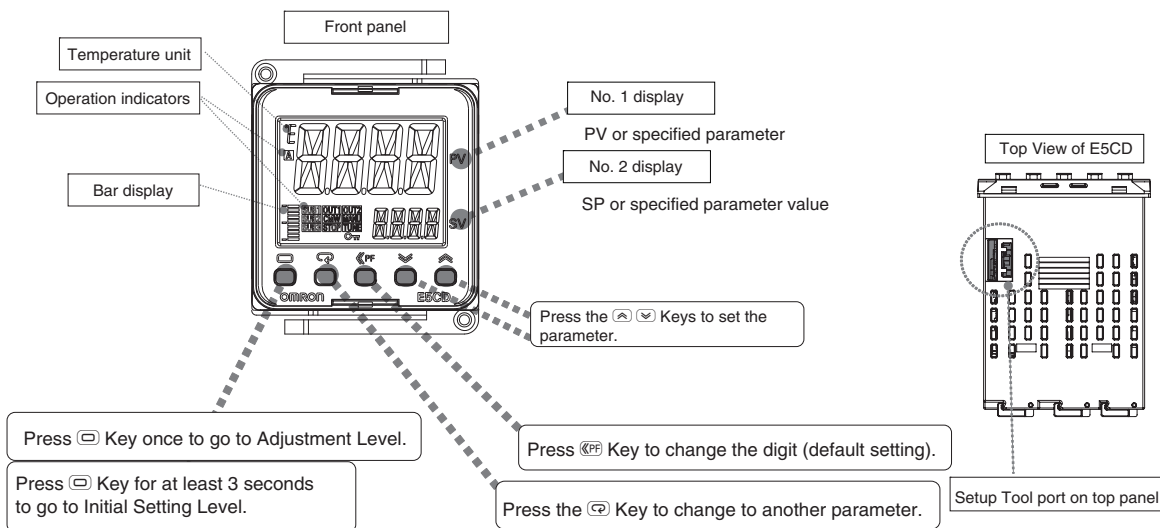 Front panel
Temperature unit
Operation indicators
Bar display
No. 1 display
PV or specified parameter
No. 2 display
SP or specified parameter value
Top View of E5CD
℃
A
PV
SV
PF
OMRON
E5CD
Press the Keys to set the
parameter.
Press Key once to go to Adjustment Level.
Press Key for at least 3 seconds
to go to Initial Setting Level.
Press PF Key to change the digit (default setting).
Press the Key to change to another parameter.
Setup Tool port on top panel